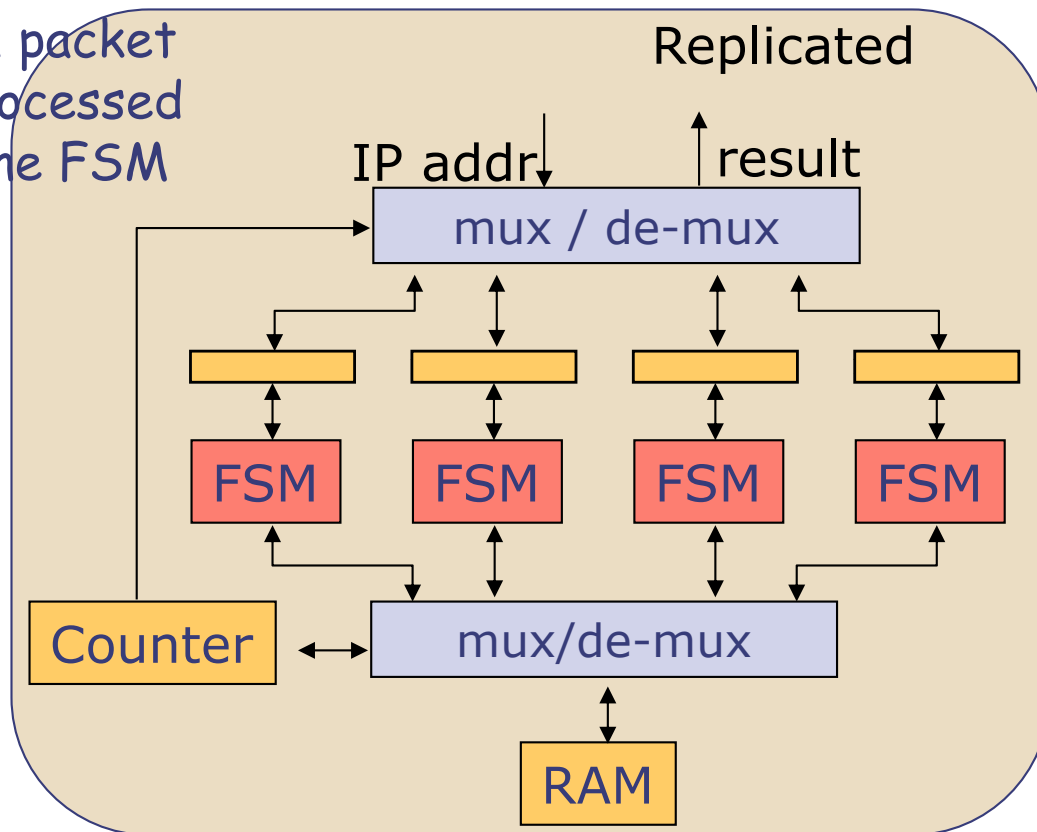 packet
Replicated
ocessed
IP addr
result
ne FSM
mux / de-mux
FSM
FSM
FSM
FSM
Counter
mux/de-mux
RAM